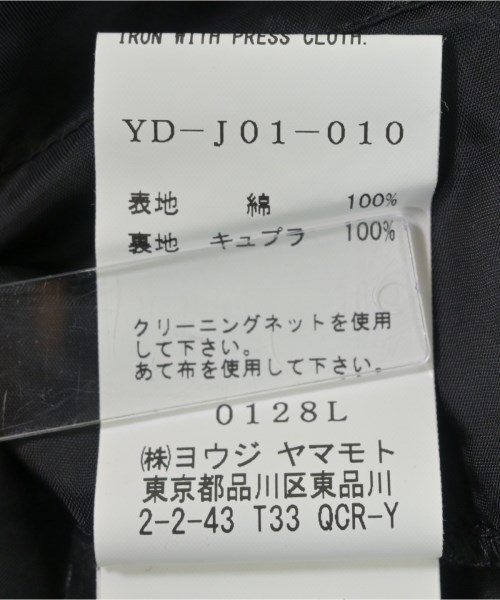 IRON WITH PRESS CLOTH.
YD-J01-010
表地 綿 100%
裏地 キュプラ 100%
クリーニングネットを使用
して下さい。
あて布を使用して下さい。
0128L
㈱ヨウジ ヤマモト
東京都品川区東品川
2-2-43 T33 QCR-Y